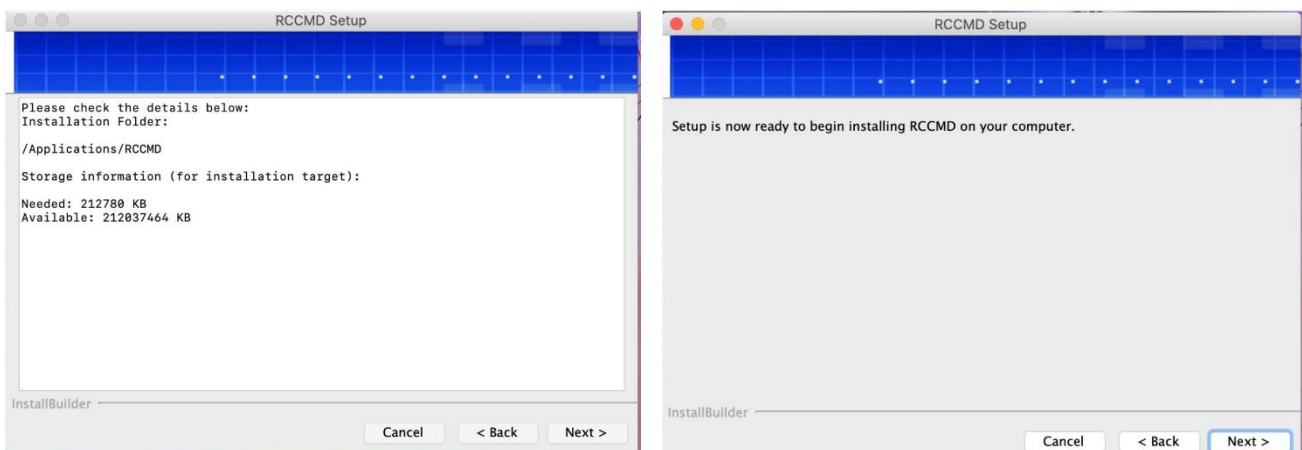 RCCMD Setup
Please check the details below:
Installation Folder:
/Applications/RCCMD
Storage information (for installation target):
Needed: 212780 KB
Available: 212037464 KB
InstallBuilder
Cancel
< Back
Next >
RCCMD Setup
Setup is now ready to begin installing RCCMD on your computer.
InstallBuilder
Cancel
< Back
Next >